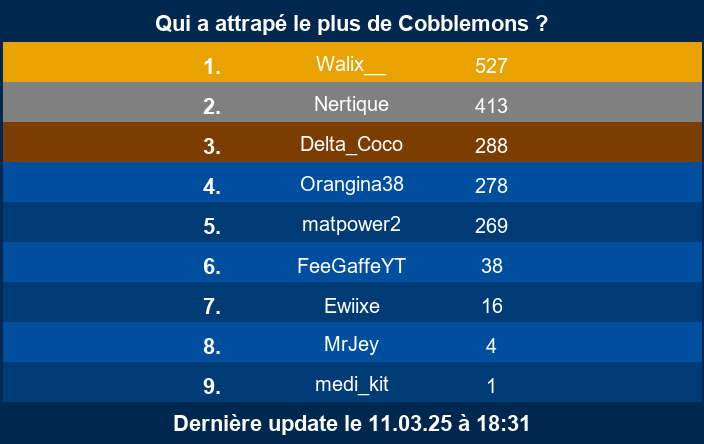 Qui a attrapé le plus de Cobblemons ?
1. Walix__ 527
2. Nertique 413
3. Delta_Coco 288
4. Orangina38 278
5. matpower2 269
6. FeeGaffeYT 38
7. Ewiixe 16
8. MrJey 4
9. medi_kit 1
Dernière update le 11.03.25 à 18:31